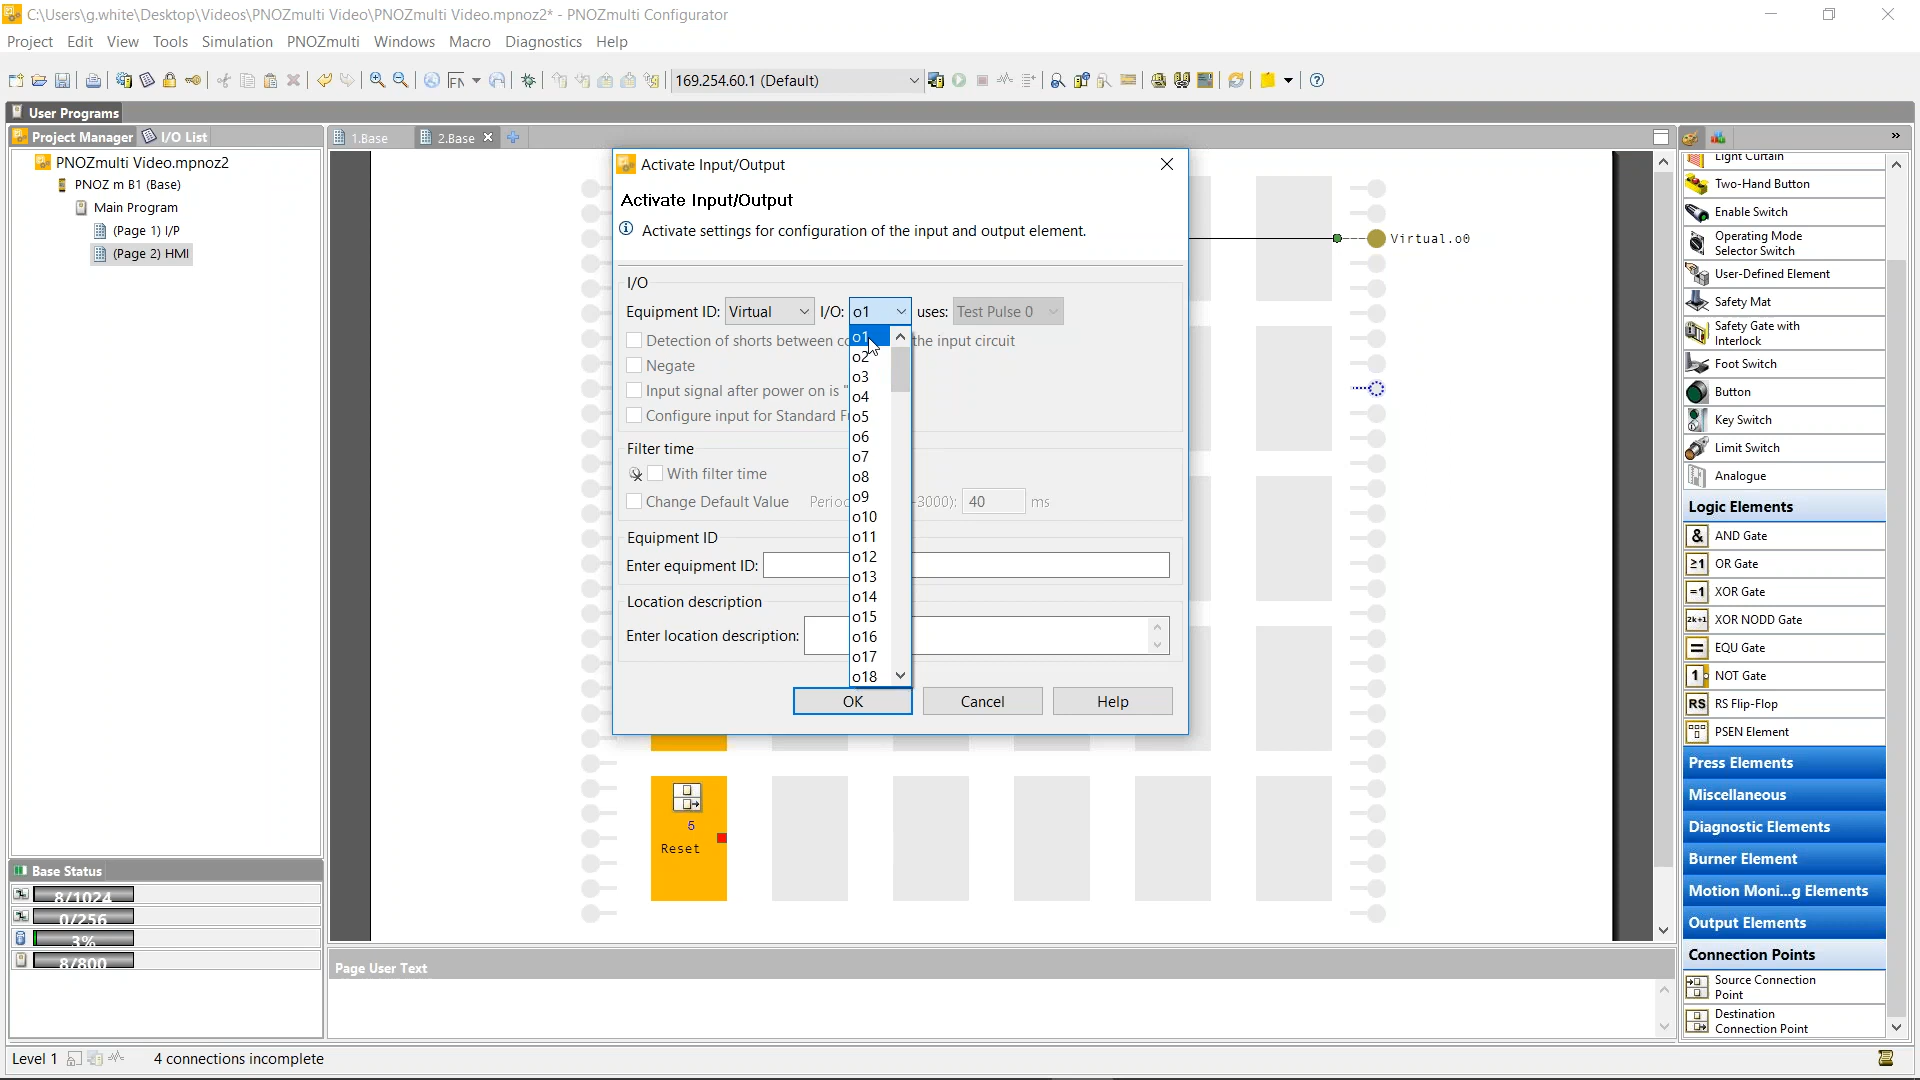 C:\Users\g.white\Desktop\Videos\PNOZmulti Video\PNOZmulti Video.mpnoz2* - PNOZmulti Configurator
Project Edit View Tools Simulation PNOZmulti Windows Macro Diagnostics Help
169.254.60.1 (Default)
User Programs
Project Manager I/O List
1.Base 2.Base
PNOZmulti Video.mpnoz2
PNOZ m B1 (Base)
Main Program
(Page 1) I/P
(Page 2) HMI
Activate Input/Output
Activate Input/Output
Activate settings for configuration of the input and output element.
I/O
Equipment ID: Virtual I/O: o1 uses: Test Pulse 0
Detection of shorts between the input circuit
Negate
Input signal after power on is "
Configure input for Standard
Filter time
With filter time
Change Default Value 3000): 40 ms
Equipment ID
Enter equipment ID:
Location description
Enter location description:
OK Cancel Help
o1
o2
o3
o4
o5
o6
o7
o8
o9
o10
o11
o12
o13
o14
o15
o16
o17
o18
Virtual.o0
5
Reset
Light Curtain
Two-Hand Button
Enable Switch
Operating Mode
Selector Switch
User-Defined Element
Safety Mat
Safety Gate with
Interlock
Foot Switch
Button
Key Switch
Limit Switch
Analogue
Logic Elements
& AND Gate
≥1 OR Gate
=1 XOR Gate
2k+1 XOR NODD Gate
= EQU Gate
1 NOT Gate
RS RS Flip-Flop
PSEN Element
Press Elements
Miscellaneous
Diagnostic Elements
Burner Element
Motion Moni...g Elements
Output Elements
Connection Points
Source Connection
Point
Destination
Connection Point
Base Status
8/1024
0/256
3%
8/800
Page User Text
Level 1 4 connections incomplete